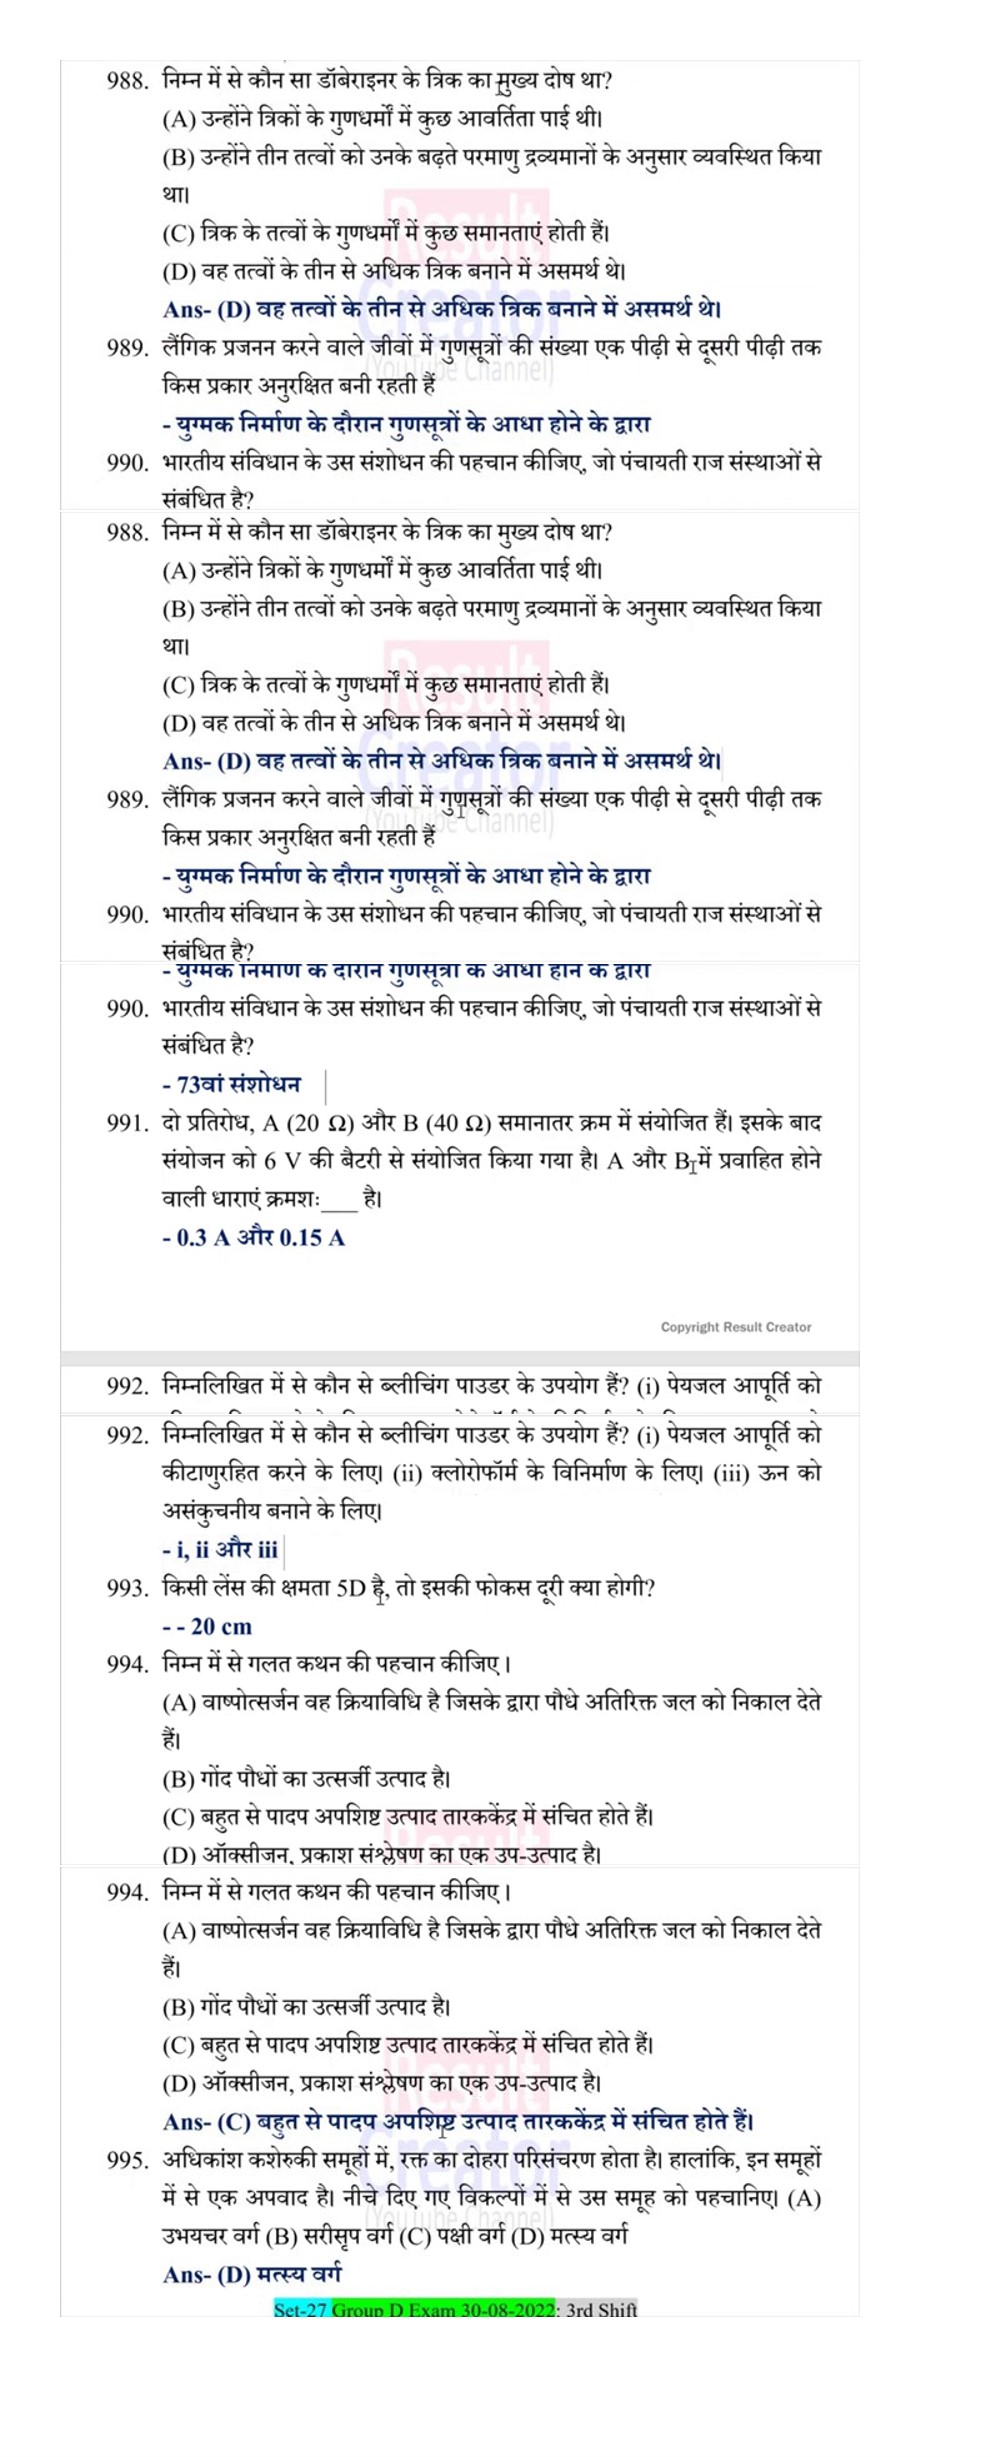 988. निम्न में से कौन सा डॉबेराइनर के त्रिक का मुख्य दोष था?
(A) उन्होंने त्रिकों के गुणधर्मों में कुछ आवर्तिता पाई थी।
(B) उन्होंने तीन तत्वों को उनके बढ़ते परमाणु द्रव्यमानों के अनुसार व्यवस्थित किया
था।
(C) त्रिक के तत्वों के गुणधर्मों में कुछ समानताएं होती हैं।
(D) वह तत्वों के तीन से अधिक त्रिक बनाने में असमर्थ थे।
Ans- (D) वह तत्वों के तीन से अधिक त्रिक बनाने में असमर्थ थे।
989. लैंगिक प्रजनन करने वाले जीवों में गुणसूत्रों की संख्या एक पीढ़ी से दूसरी पीढ़ी तक
किस प्रकार अनुरक्षित बनी रहती हैं
- युग्मक निर्माण के दौरान गुणसूत्रों के आधा होने के द्वारा
990. भारतीय संविधान के उस संशोधन की पहचान कीजिए, जो पंचायती राज संस्थाओं से
संबंधित है?
988. निम्न में से कौन सा डॉबेराइनर के त्रिक का मुख्य दोष था?
(A) उन्होंने त्रिकों के गुणधर्मों में कुछ आवर्तिता पाई थी।
(B) उन्होंने तीन तत्वों को उनके बढ़ते परमाणु द्रव्यमानों के अनुसार व्यवस्थित किया
था।
(C) त्रिक के तत्वों के गुणधर्मों में कुछ समानताएं होती हैं।
(D) वह तत्वों के तीन से अधिक त्रिक बनाने में असमर्थ थे।
Ans- (D) वह तत्वों के तीन से अधिक त्रिक बनाने में असमर्थ थे।
989. लैंगिक प्रजनन करने वाले जीवों में गुणसूत्रों की संख्या एक पीढ़ी से दूसरी पीढ़ी तक
किस प्रकार अनुरक्षित बनी रहती हैं
- युग्मक निर्माण के दौरान गुणसूत्रों के आधा होने के द्वारा
990. भारतीय संविधान के उस संशोधन की पहचान कीजिए, जो पंचायती राज संस्थाओं से
संबंधित है?
- युग्मक निर्माण के दौरान गुणसूत्रों के आधा होने के द्वारा
990. भारतीय संविधान के उस संशोधन की पहचान कीजिए, जो पंचायती राज संस्थाओं से
संबंधित है?
- 73वां संशोधन
991. दो प्रतिरोध, A (20 Ω) और B (40 Ω) समानातर क्रम में संयोजित हैं। इसके बाद
संयोजन को 6 V की बैटरी से संयोजित किया गया है। A और B में प्रवाहित होने
वाली धाराएं क्रमशः____ है।
- 0.3 A और 0.15 A
Copyright Result Creator
992. निम्नलिखित में से कौन से ब्लीचिंग पाउडर के उपयोग हैं? (i) पेयजल आपूर्ति को
992. निम्नलिखित में से कौन से ब्लीचिंग पाउडर के उपयोग हैं? (i) पेयजल आपूर्ति को
कीटाणुरहित करने के लिए। (ii) क्लोरोफॉर्म के विनिर्माण के लिए। (iii) ऊन को
असंकुचनीय बनाने के लिए।
- i, ii और iii
993. किसी लेंस की क्षमता 5D है, तो इसकी फोकस दूरी क्या होगी?
- - 20 cm
994. निम्न में से गलत कथन की पहचान कीजिए।
(A) वाष्पोत्सर्जन वह क्रियाविधि है जिसके द्वारा पौधे अतिरिक्त जल को निकाल देते
हैं।
(B) गोंद पौधों का उत्सर्जी उत्पाद है।
(C) बहुत से पादप अपशिष्ट उत्पाद तारककेंद्र में संचित होते हैं।
(D) ऑक्सीजन, प्रकाश संश्लेषण का एक उप-उत्पाद है।
994. निम्न में से गलत कथन की पहचान कीजिए।
(A) वाष्पोत्सर्जन वह क्रियाविधि है जिसके द्वारा पौधे अतिरिक्त जल को निकाल देते
हैं।
(B) गोंद पौधों का उत्सर्जी उत्पाद है।
(C) बहुत से पादप अपशिष्ट उत्पाद तारककेंद्र में संचित होते हैं।
(D) ऑक्सीजन, प्रकाश संश्लेषण का एक उप-उत्पाद है।
Ans- (C) बहुत से पादप अपशिष्ट उत्पाद तारककेंद्र में संचित होते हैं।
995. अधिकांश कशेरुकी समूहों में, रक्त का दोहरा परिसंचरण होता है। हालांकि, इन समूहों
में से एक अपवाद है। नीचे दिए गए विकल्पों में से उस समूह को पहचानिए। (A)
उभयचर वर्ग (B) सरीसृप वर्ग (C) पक्षी वर्ग (D) मत्स्य वर्ग
Ans- (D) मत्स्य वर्ग
Set-27 Group D Exam 30-08-2022: 3rd Shift